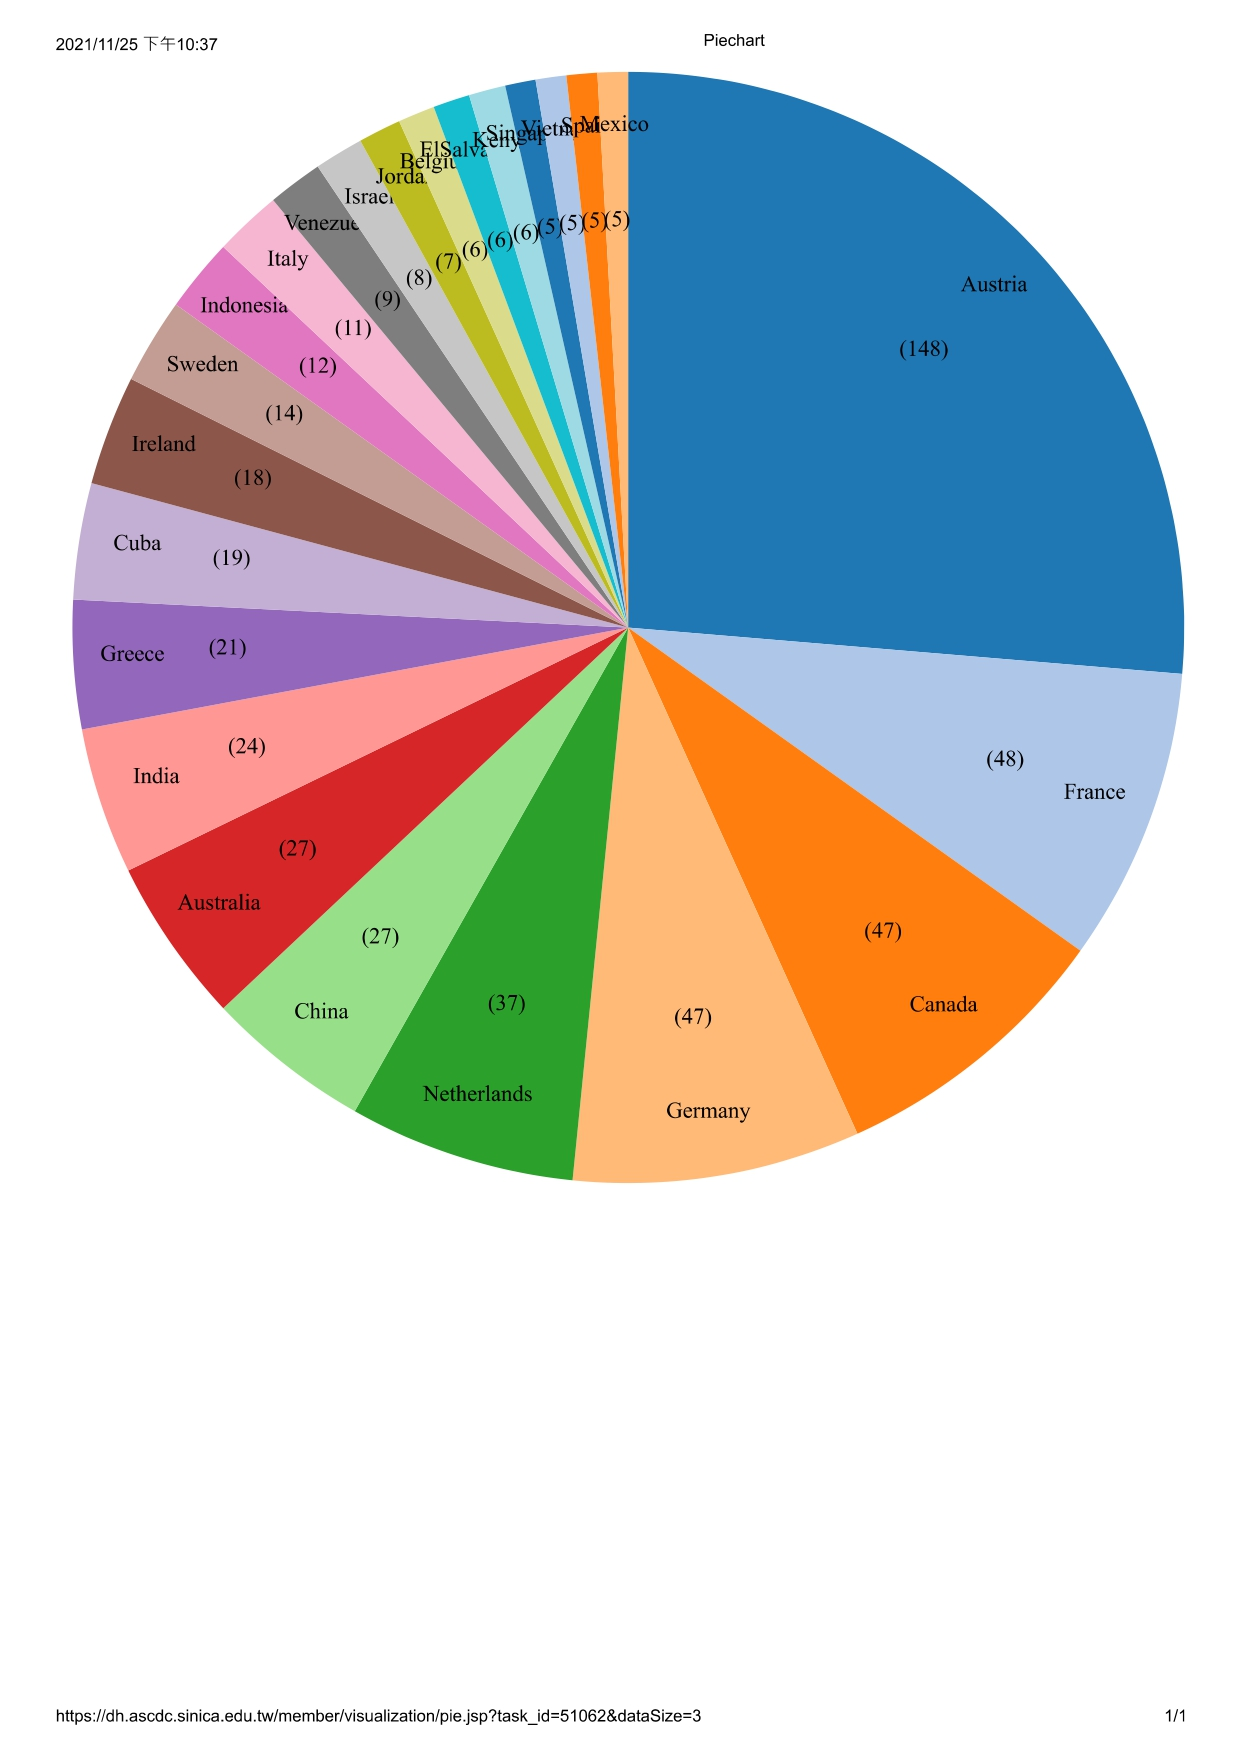 2021/11/25 下午10:37
Piechart
Mexico
(5)
(5)
(5)
(5)
(6)
(6)
(6)
(7)
Israel
(8)
(9)
Italy
(11)
Indonesia
(12)
Sweden
(14)
Ireland
(18)
Cuba
(19)
Greece
(21)
India
(24)
Australia
(27)
China
(27)
Netherlands
(37)
Germany
(47)
Canada
(47)
France
(48)
Austria
(148)
https://dh.ascdc.sinica.edu.tw/member/visualization/pie.jsp?task_id=51062&dataSize=3
1/1